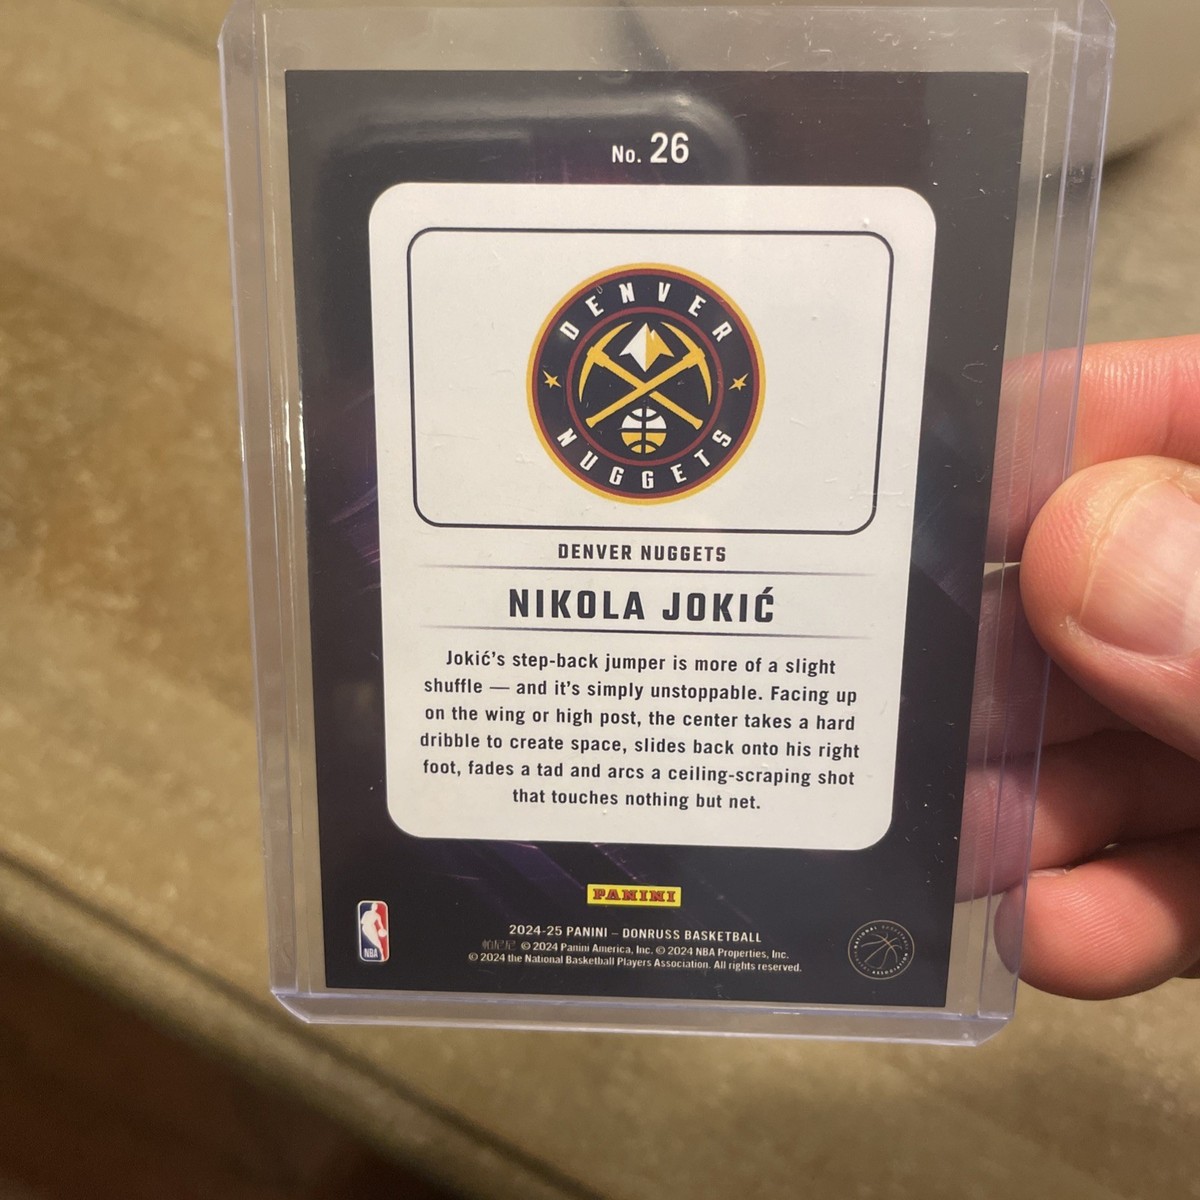 No. 26
DENVER
NUGGETS
DENVER NUGGETS
NIKOLA JOKIĆ
Jokić’s step-back jumper is more of a slight
shuffle — and it’s simply unstoppable. Facing up
on the wing or high post, the center takes a hard
dribble to create space, slides back onto his right
foot, fades a tad and arcs a ceiling-scraping shot
that touches nothing but net.
PANINI
2024-25 PANINI – DONRUSS BASKETBALL
© 2024 Panini America, Inc. © 2024 NBA Properties, Inc.
© 2024 the National Basketball Players Association. All rights reserved.
NBA
NATIONAL BASKETBALL
PLAYERS ASSOCIATION